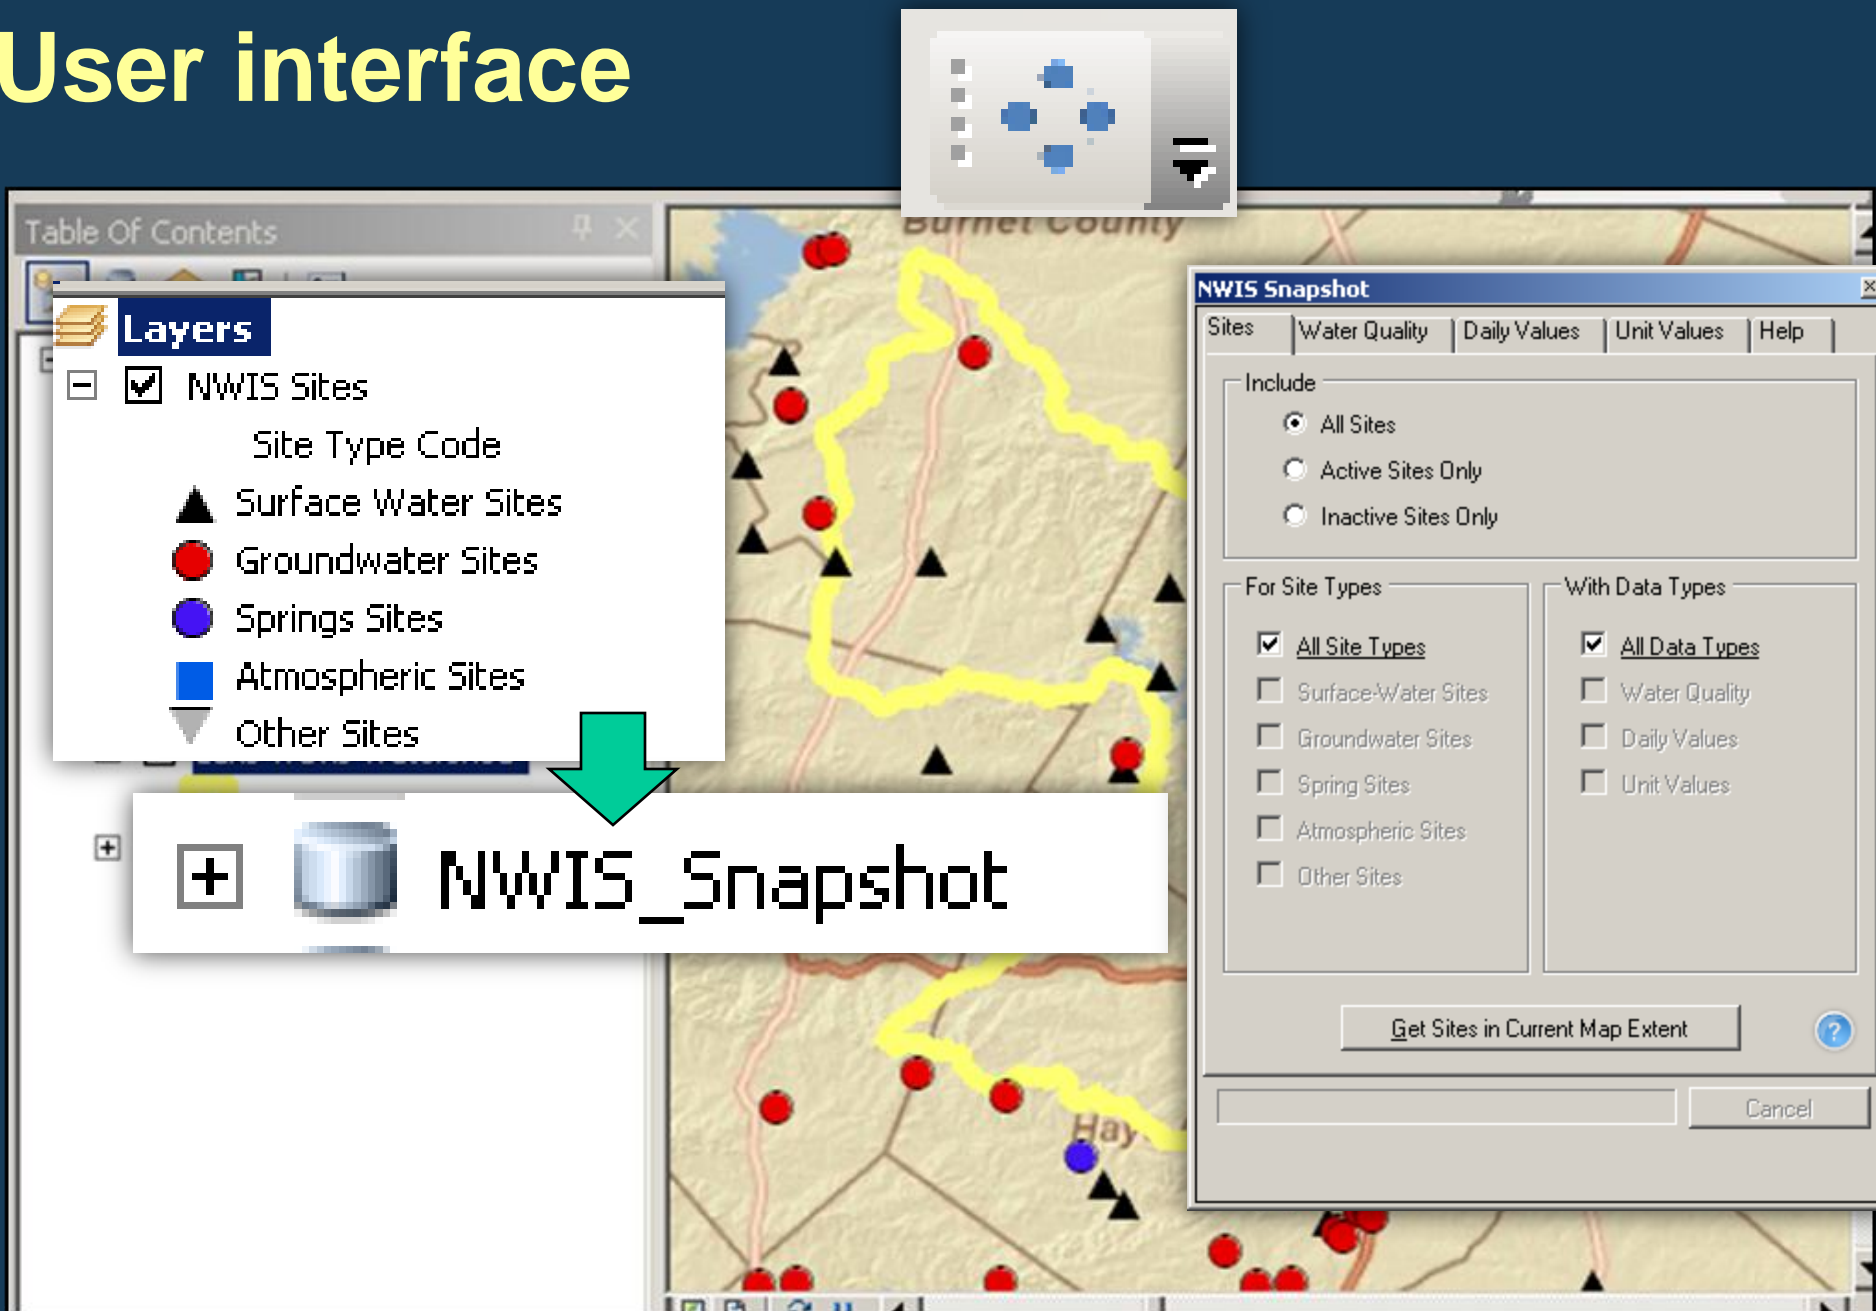 User interface
Table Of Contents
Layers
NWIS Sites
Site Type Code
Surface Water Sites
Groundwater Sites
Springs Sites
Atmospheric Sites
Other Sites
NWIS_Snapshot
Burnet County
Hay
NWIS Snapshot
Sites
Water Quality
Daily Values
Unit Values
Help
Include
All Sites
Active Sites Only
Inactive Sites Only
For Site Types
All Site Types
Surface-Water Sites
Groundwater Sites
Spring Sites
Atmospheric Sites
Other Sites
With Data Types
All Data Types
Water Quality
Daily Values
Unit Values
Get Sites in Current Map Extent
?
Cancel